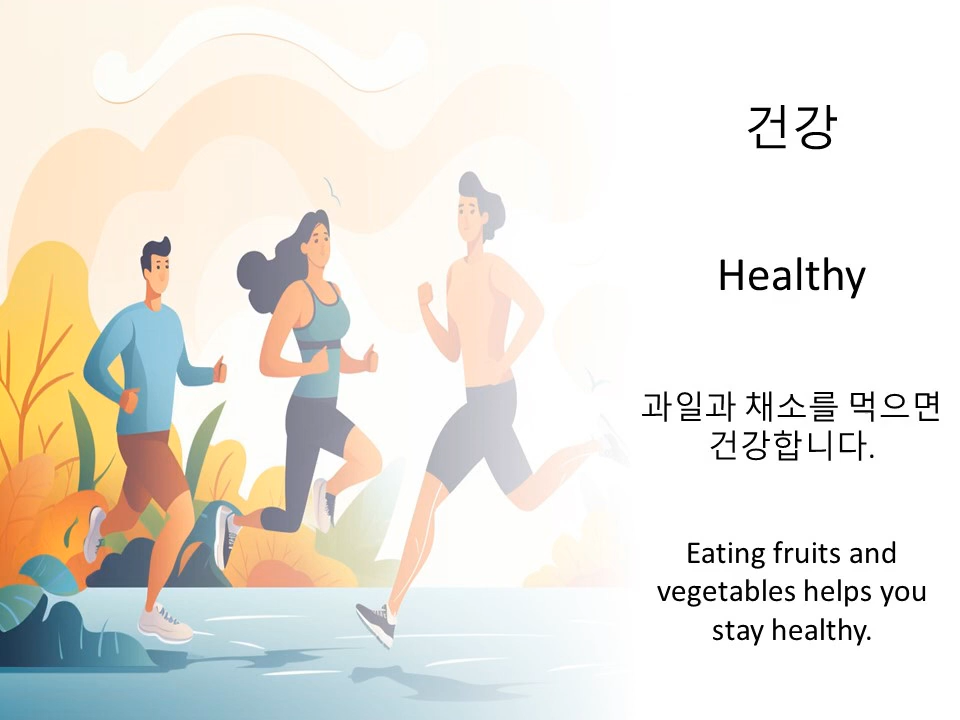 건강
Healthy
과일과 채소를 먹으면
건강합니다.
Eating fruits and
vegetables helps you
stay healthy.